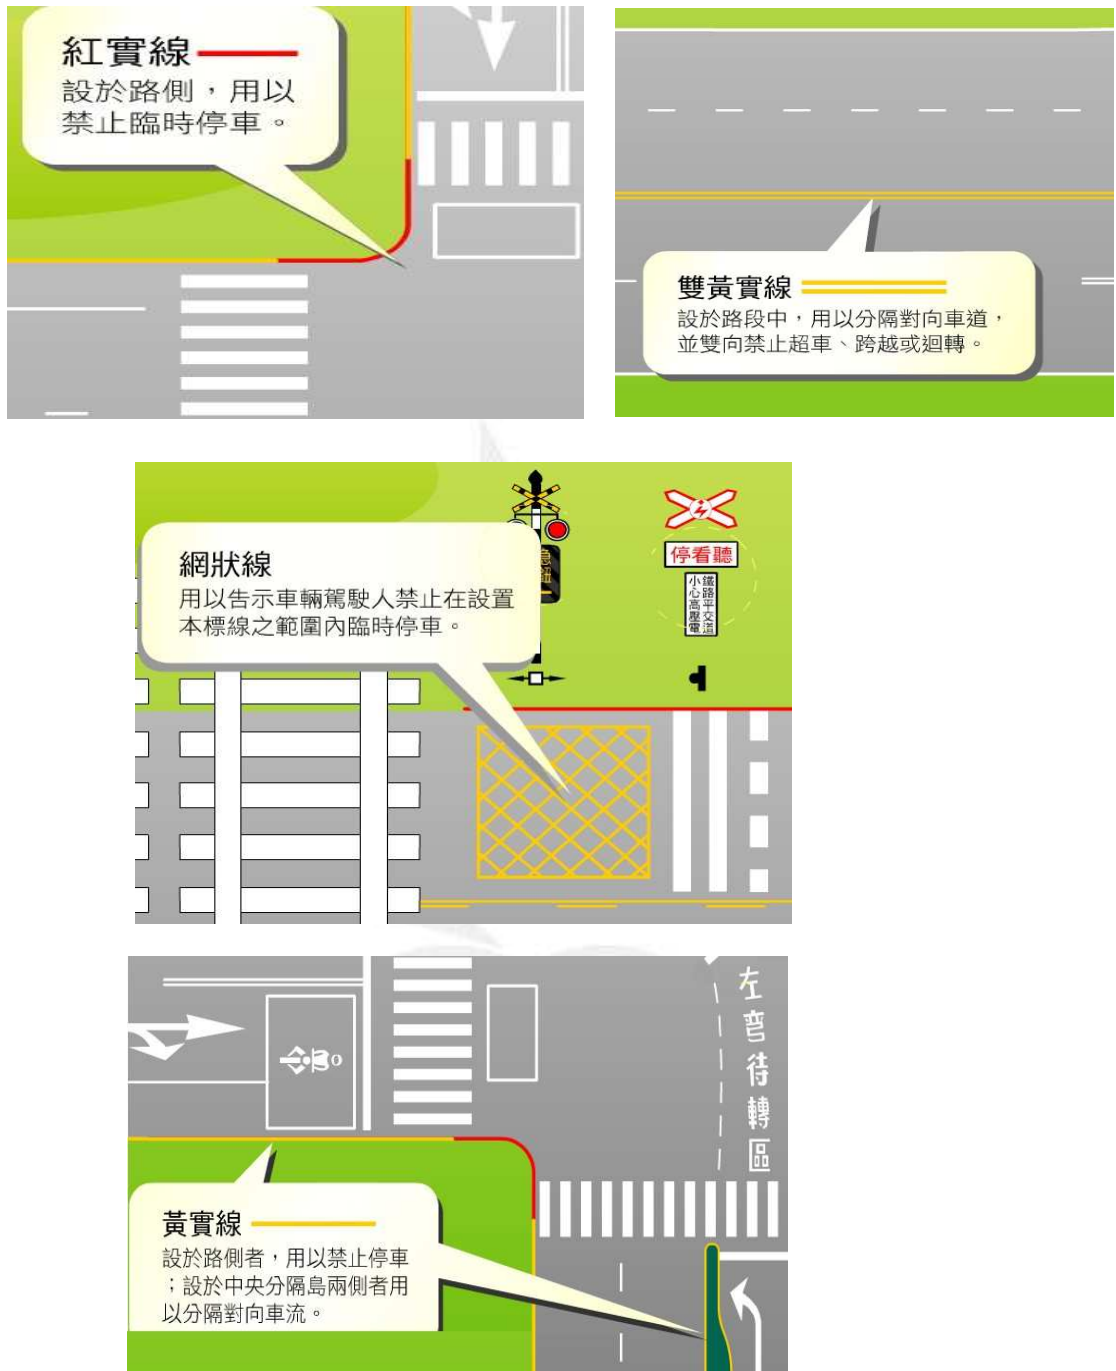 紅實線
設於路側，用以
禁止臨時停車。
雙黃實線
設於路段中，用以分隔對向車道，
並雙向禁止超車、跨越或迴轉。
網狀線
用以告示車輛駕駛人禁止在設置
本標線之範圍內臨時停車。
停看聽
鐵路平交道
小心高壓電
左彎待轉區
黃實線
設於路側者，用以禁止停車
；設於中央分隔島兩側者用
以分隔對向車流。